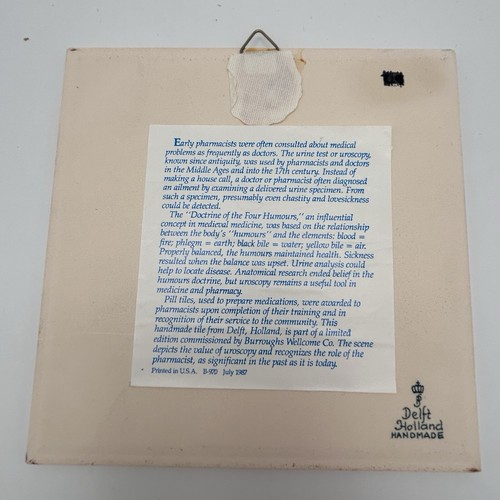 Early pharmacists were often consulted about medical
problems as frequently as doctors. The urine test or uroscopy,
known since antiquity, was used by pharmacists and doctors
in the Middle Ages and into the 17th century. Instead of
making a house call, a doctor or pharmacist often diagnosed
an ailment by examining a delivered urine specimen. From
such a specimen, presumably even chastity and lovesickness
could be detected.
The "Doctrine of the Four Humours," an influential
concept in medieval medicine, was based on the relationship
between the body's "humours" and the elements: blood =
fire; phlegm = earth; black bile = water; yellow bile = air.
Properly balanced, the humours maintained health. Sickness
resulted when the balance was upset. Urine analysis could
help to locate disease. Anatomical research ended belief in the
humours doctrine, but uroscopy remains a useful tool in
medicine and pharmacy.
Pill tiles, used to prepare medications, were awarded to
pharmacists upon completion of their training and in
recognition of their service to the community. This
handmade tile from Delft, Holland, is part of a limited
edition commissioned by Burroughs Wellcome Co. The scene
depicts the value of uroscopy and recognizes the role of the
pharmacist, as significant in the past as it is today.
Printed in U.S.A. B-970 July 1987
Delft
Holland
HANDMADE